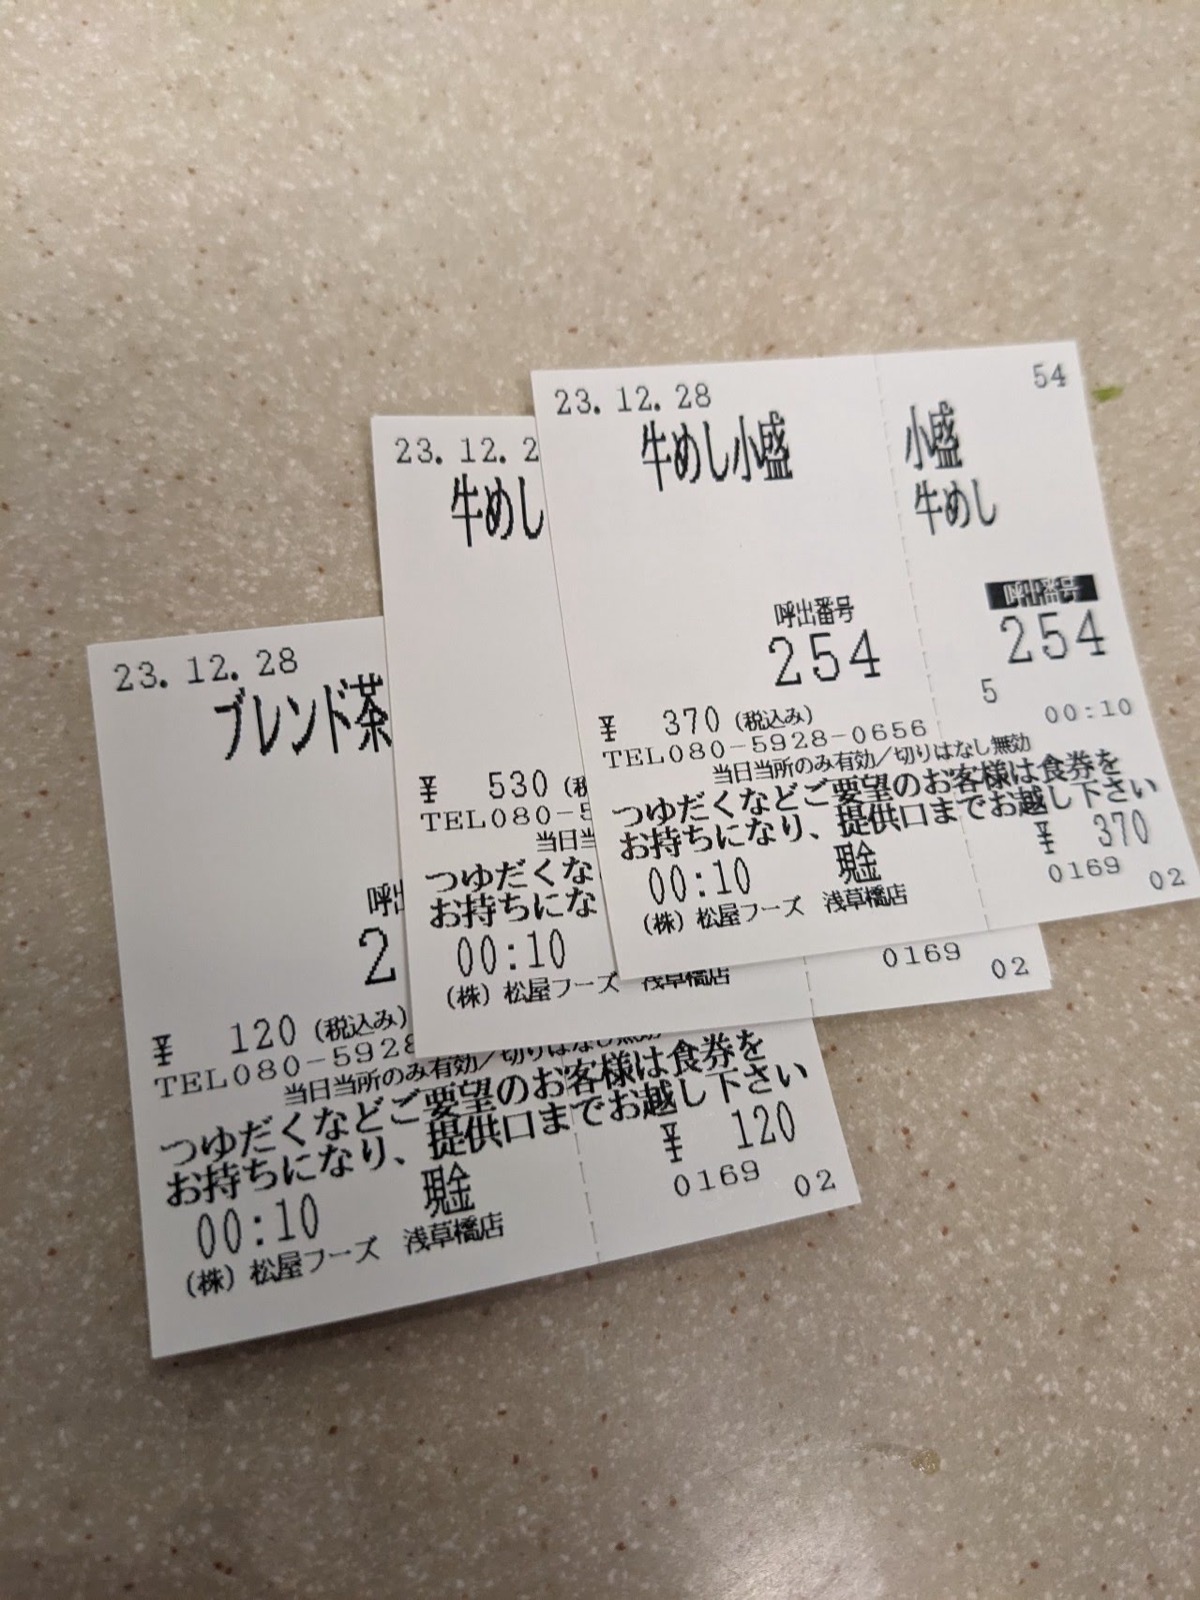 23.12.28
牛めし小盛
呼出番号
254
¥ 370 (税込み)
TEL080-5928-0656
当日当所のみ有効/切りはなし無効
つゆだくなどご要望のお客様は食券を
お持ちになり、提供口までお越し下さい
00:10 現金
(株)松屋フーズ 浅草橋店
54
小盛
牛めし
呼出番号
254
5
00:10
¥ 370
0169
02
23.12.2
牛めし
¥ 530 (税
TEL080-5
当日当
つゆだくな
お持ちにな
00:10
(株)松屋フーズ 浅草橋店
0169
02
23.12.28
ブレンド茶
呼出
2
¥ 120 (税込み)
TEL080-5928
当日当所のみ有効/切りはなし無効
つゆだくなどご要望のお客様は食券を
お持ちになり、提供口までお越し下さい
00:10 現金
(株)松屋フーズ 浅草橋店
¥ 120
0169
02